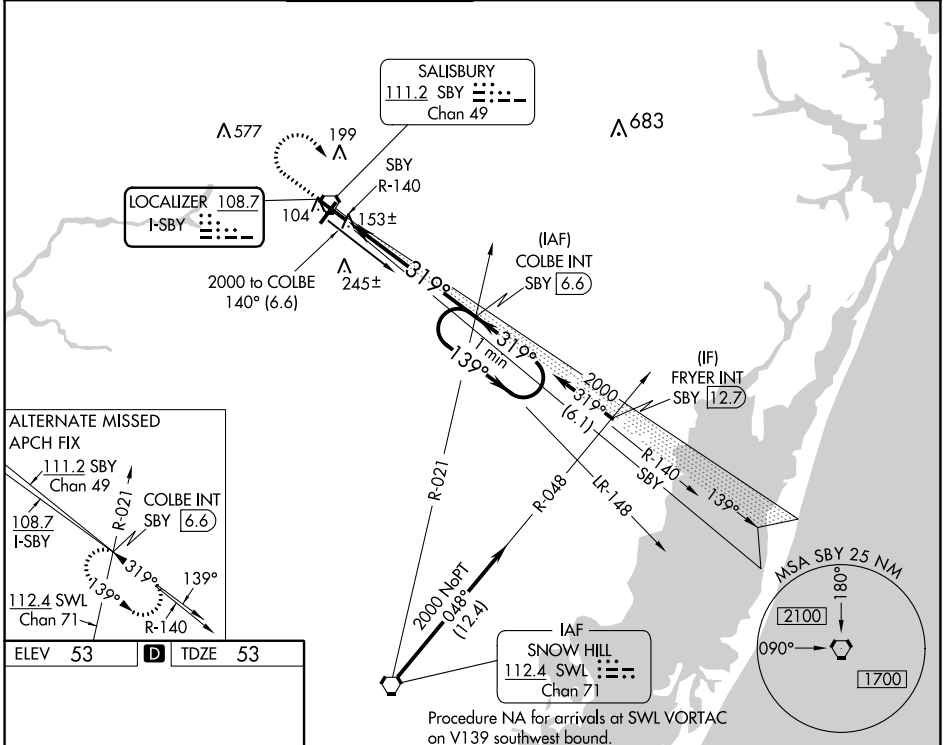 SALISBURY
111.2 SBY
Chan 49
577
199
683
SBY
R-140
LOCALIZER 108.7
I-SBY
104
153±
245±
2000 to COLBE
140° (6.6)
319°
(IAF)
COLBE INT
SBY 6.6
319°
1 min
139°
2000
319°
(6.1)
(IF)
FRYER INT
SBY 12.7
R-140
SBY
139°
LR-148
R-021
R-048
2000 NoPT
048°
(12.4)
IAF
SNOW HILL
112.4 SWL
Chan 71
Procedure NA for arrivals at SWL VORTAC
on V139 southwest bound.
ALTERNATE MISSED
APCH FIX
111.2 SBY
Chan 49
R-021
COLBE INT
SBY 6.6
108.7
I-SBY
319°
139°
139°
112.4 SWL
Chan 71
R-140
MSA SBY 25 NM
180°
2100
090°
1700
ELEV 53 D TDZE 53